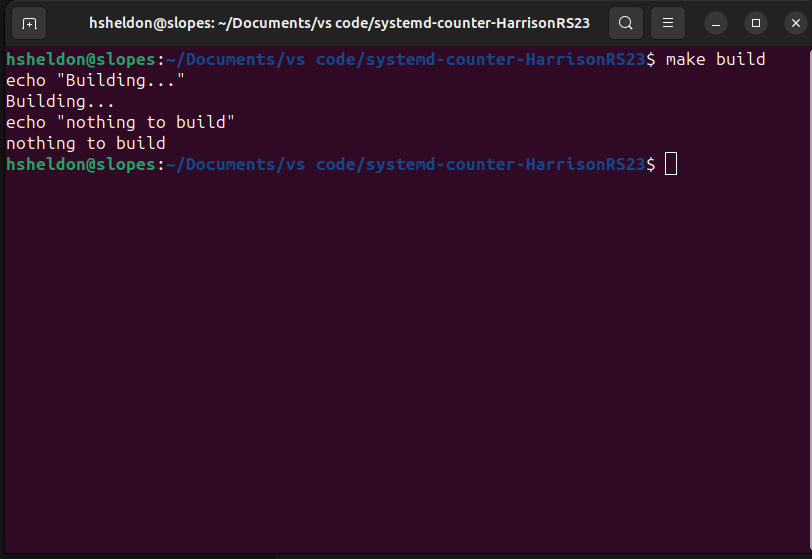 hsheldon@slopes: ~/Documents/vs code/systemd-counter-HarrisonRS23
hsheldon@slopes:~/Documents/vs code/systemd-counter-HarrisonRS23$ make build
echo "Building..."
Building...
echo "nothing to build"
nothing to build
hsheldon@slopes:~/Documents/vs code/systemd-counter-HarrisonRS23$